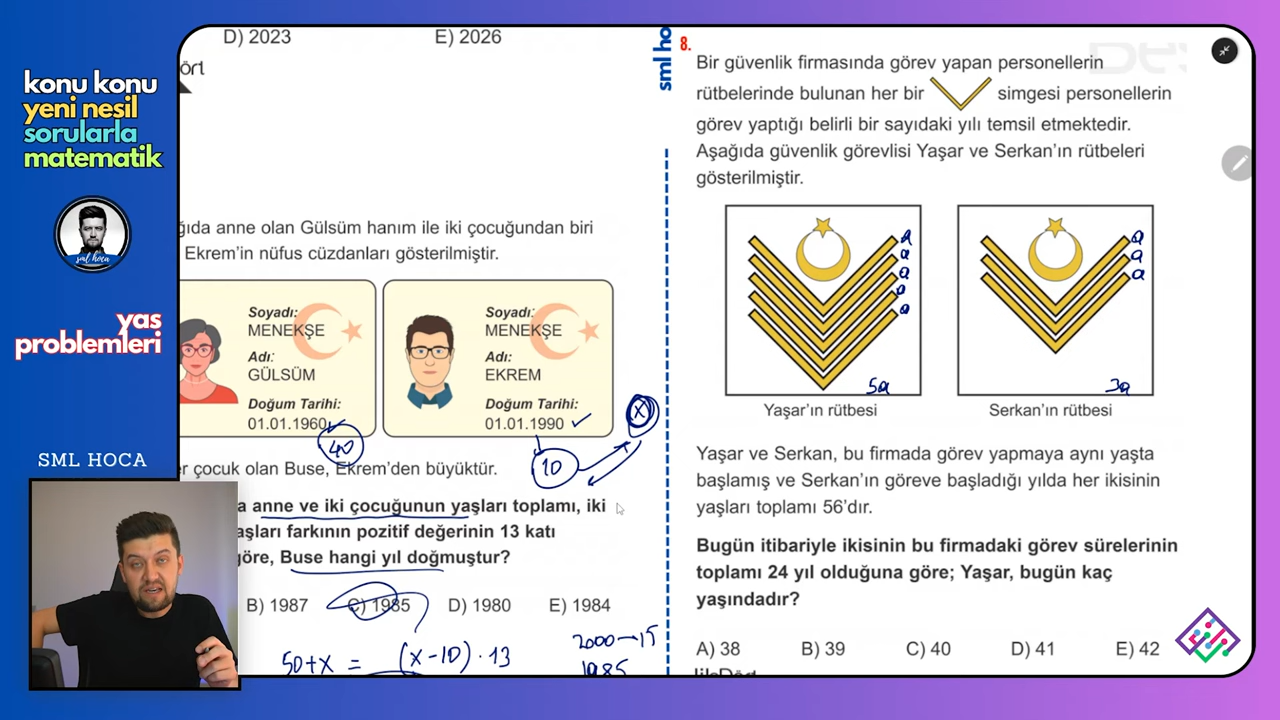 konu konu
yeni nesil
sorularla
matematik
sml hoca
yas
problemleri
SML HOCA
D) 2023
E) 2026
ört
ğıda anne olan Gülsüm hanım ile iki çocuğundan biri
Ekrem'in nüfus cüzdanları gösterilmiştir.
Soyadı:
MENEKŞE
Adı:
GÜLSÜM
Doğum Tarihi:
01.01.1960
40
Soyadı:
MENEKŞE
Adı:
EKREM
Doğum Tarihi:
01.01.1990
10
x
er çocuk olan Buse, Ekrem'den büyüktür.
a anne ve iki çocuğunun yaşları toplamı, iki
aşları farkının pozitif değerinin 13 katı
göre, Buse hangi yıl doğmuştur?
B) 1987
C) 1985
D) 1980
E) 1984
50+x = (x-10).13
2000→15
1985
sml ho
8.
Bir güvenlik firmasında görev yapan personellerin
rütbelerinde bulunan her bir simgesi personellerin
görev yaptığı belirli bir sayıdaki yılı temsil etmektedir.
Aşağıda güvenlik görevlisi Yaşar ve Serkan'ın rütbeleri
gösterilmiştir.
a
a
a
a
a
5a
Yaşar'ın rütbesi
a
a
a
3a
Serkan'ın rütbesi
Yaşar ve Serkan, bu firmada görev yapmaya aynı yaşta
başlamış ve Serkan'ın göreve başladığı yılda her ikisinin
yaşları toplamı 56'dır.
Bugün itibariyle ikisinin bu firmadaki görev sürelerinin
toplamı 24 yıl olduğuna göre; Yaşar, bugün kaç
yaşındadır?
A) 38
B) 39
C) 40
D) 41
E) 42